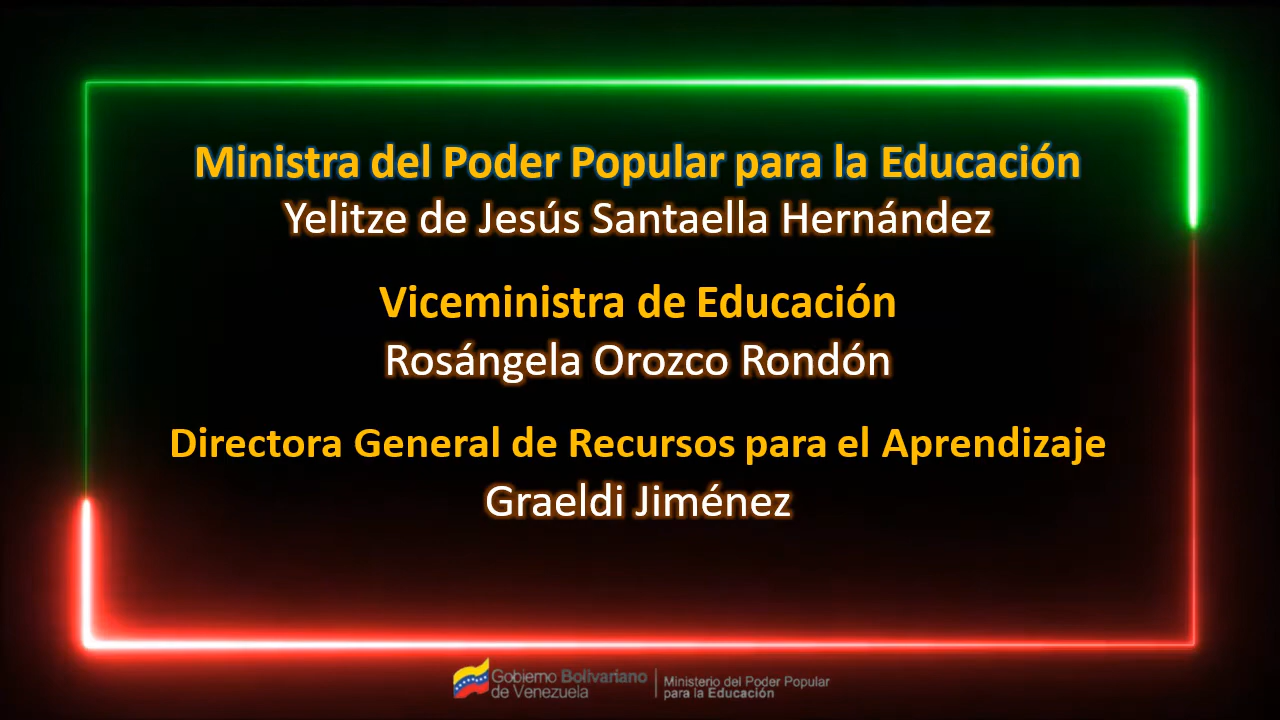 Ministra del Poder Popular para la Educación
Yelitze de Jesús Santaella Hernández
Viceministra de Educación
Rosángela Orozco Rondón
Directora General de Recursos para el Aprendizaje
Graeldi Jiménez
Gobierno Bolivariano
de Venezuela
Ministerio del Poder Popular
para la Educación